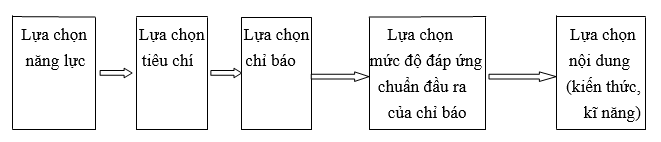 Lựa chọn
năng lực
Lựa chọn
tiêu chí
Lựa chọn
chỉ báo
Lựa chọn
mức độ đáp ứng
chuẩn đầu ra
của chỉ báo
Lựa chọn
nội dung
(kiến thức,
kĩ năng)